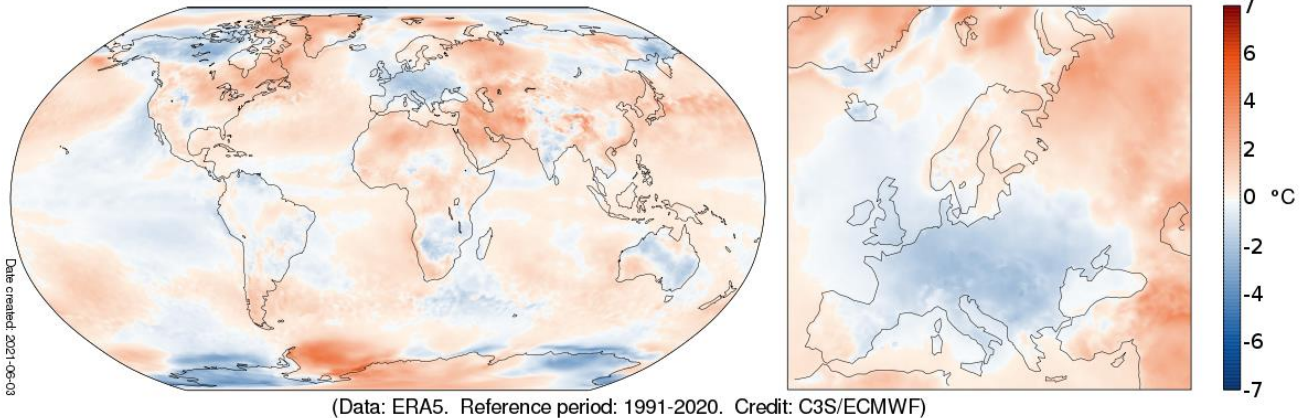 7
6
4
2
0 °C
-2
-4
-6
-7
Date created: 2021-06-03
(Data: ERA5. Reference period: 1991-2020. Credit: C3S/ECMWF)